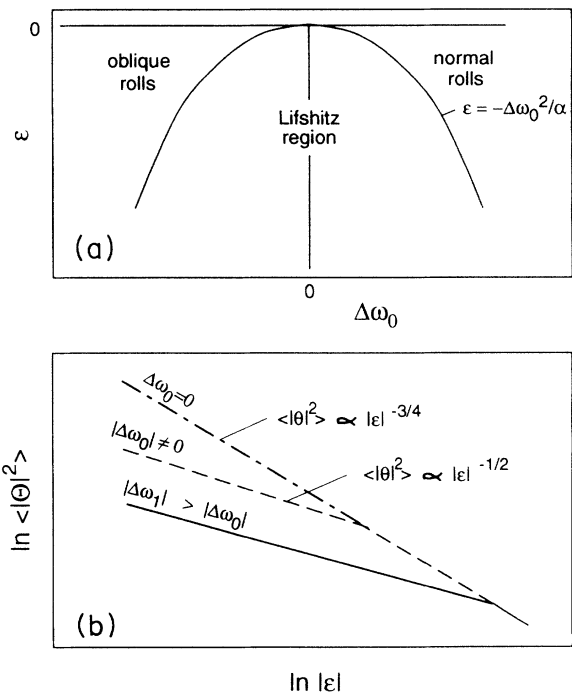 0
oblique
rolls
normal
rolls
Lifshitz
region
ε = −Δω₀²/α
ε
(a)
0
Δω₀
Δω₀=0
<|θ|²> ∝ |ε| ⁻³/⁴
|Δω₀| ≠ 0
<|θ|²> ∝ |ε| ⁻¹/²
|Δω₁| > |Δω₀|
ln <|Θ|²>
(b)
ln |ε|